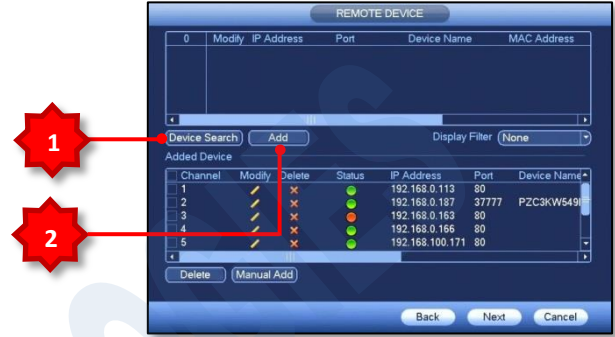 REMOTE DEVICE
0 Modify IP Address Port Device Name MAC Address
1
Device Search Add Display Filter None
Added Device
Channel Modify Delete Status IP Address Port Device Name
1 192.168.0.113 80
2 192.168.0.187 37777 PZC3KW549
3 192.168.0.163 80
2
4 192.168.0.166 80
5 192.168.100.171 80
Delete Manual Add
Back Next Cancel